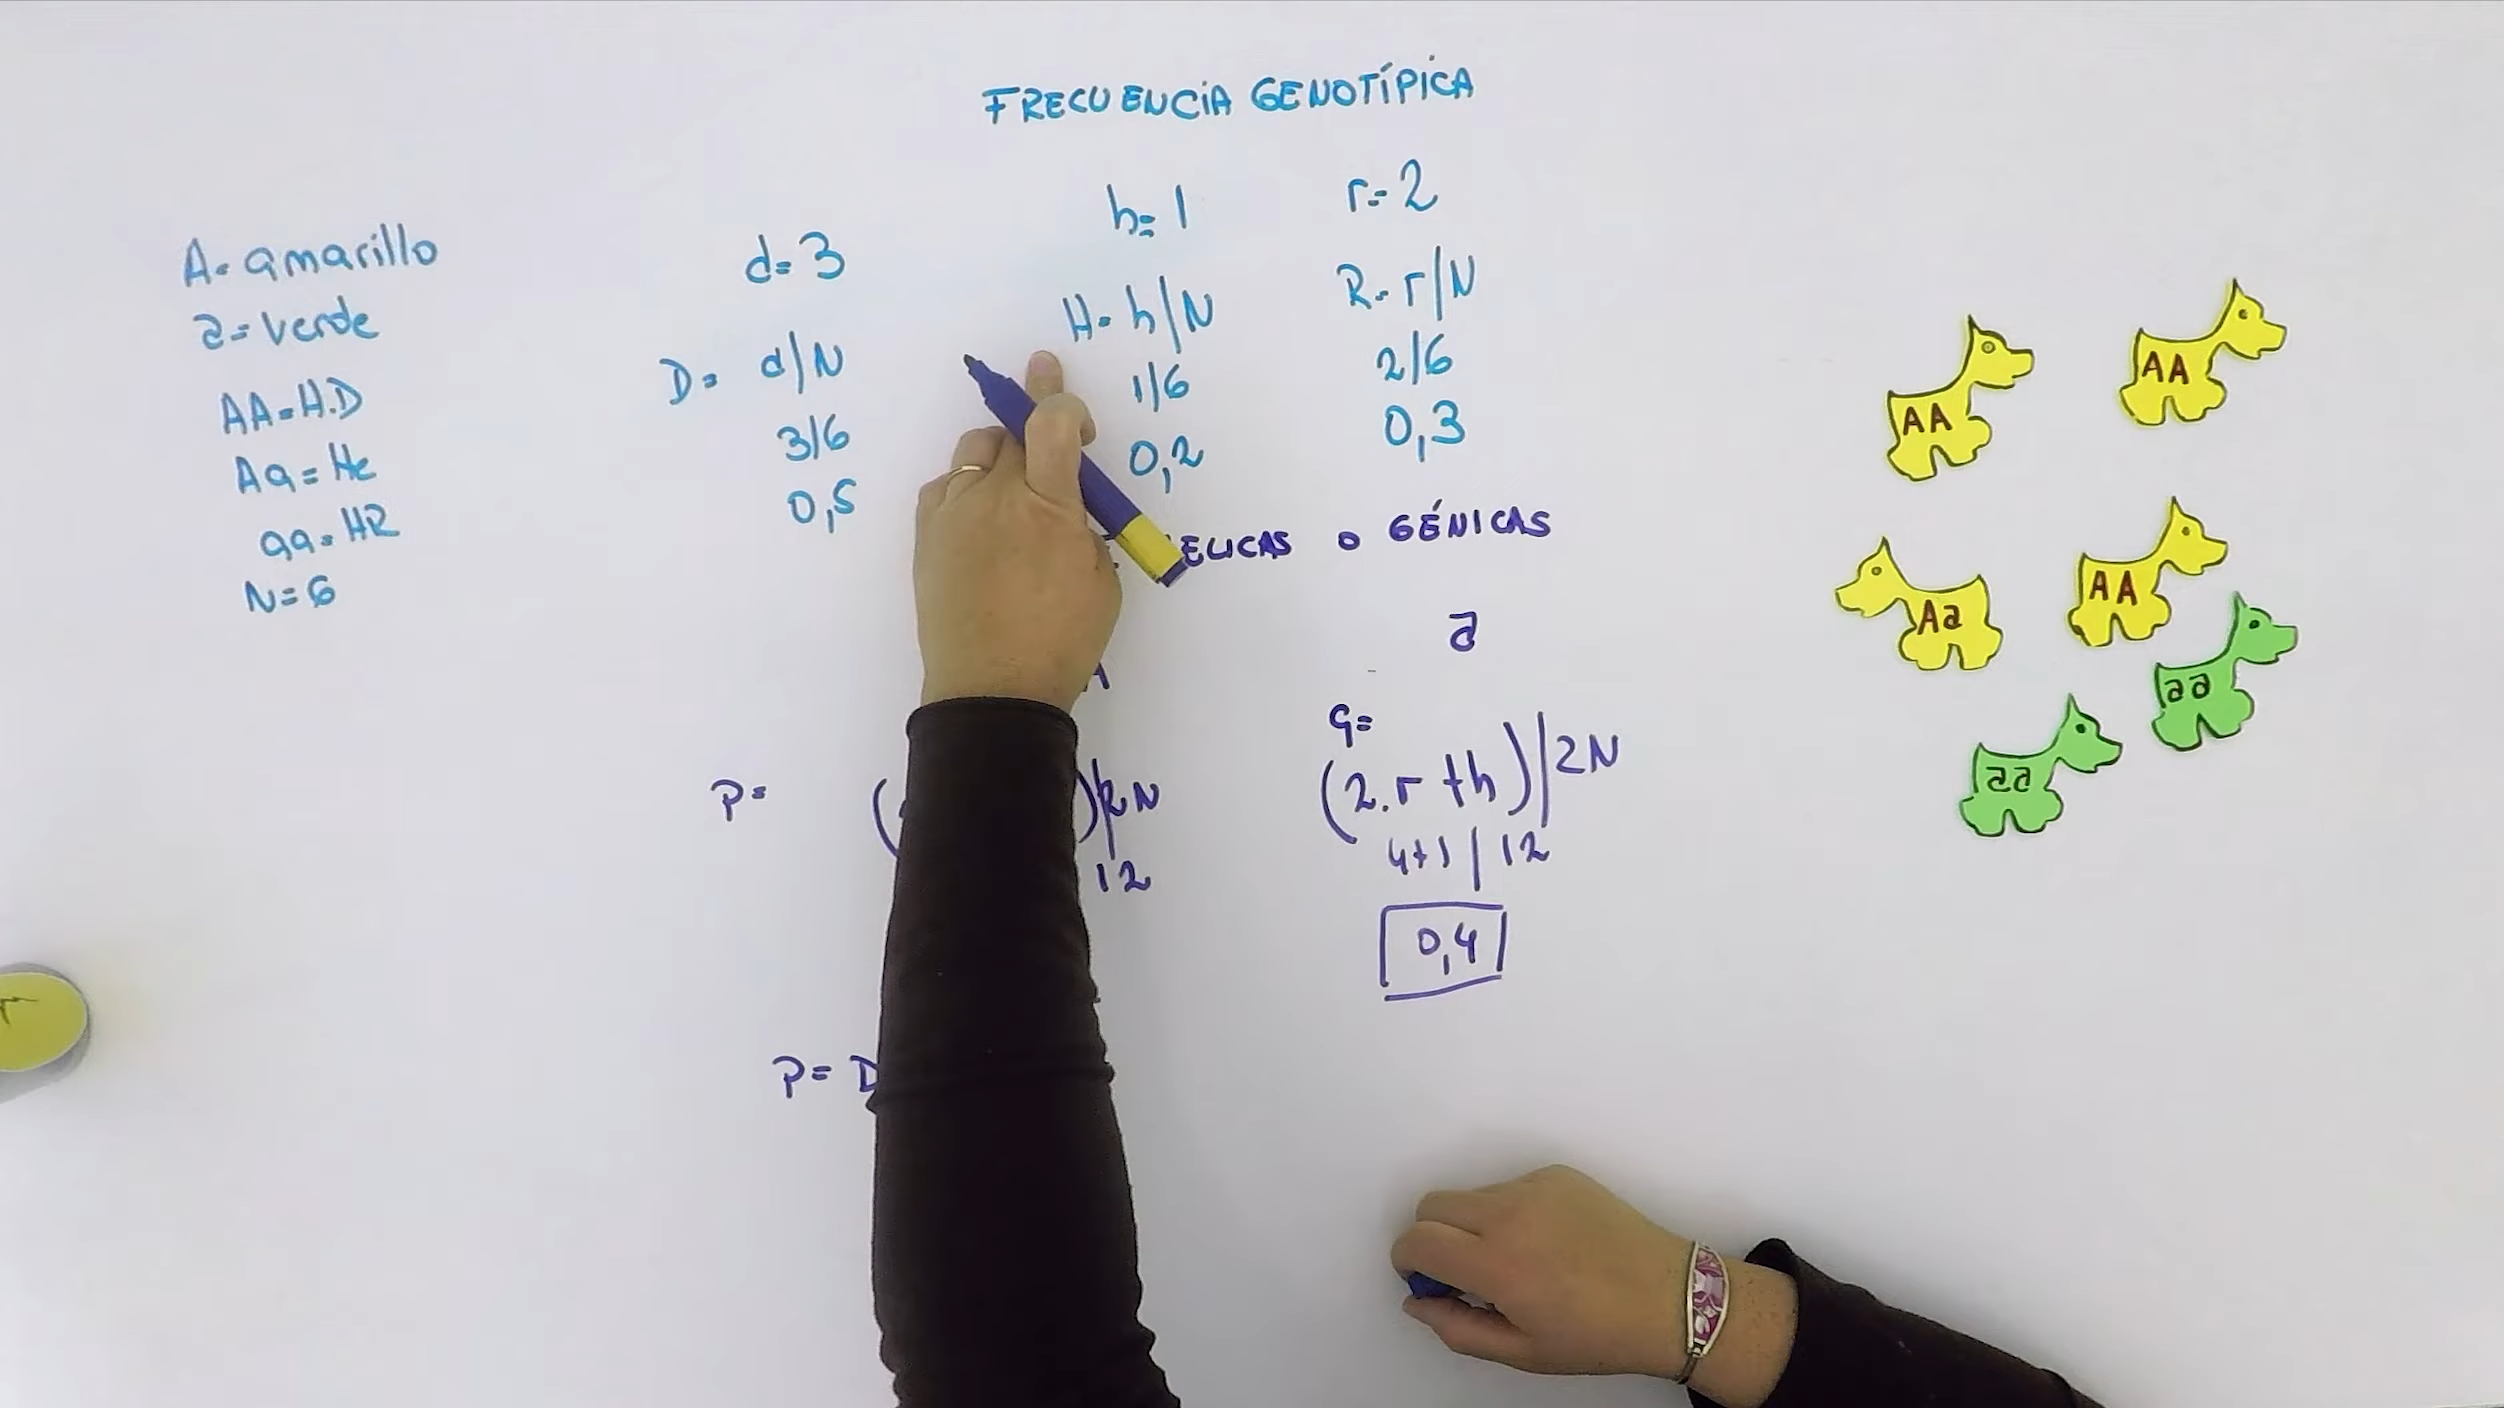 FRECUENCIA GENOTÍPICA
A=amarillo
a=verde
AA=H.D
Aa=He
aa=HR
N=6
d=3
D= d/N
3/6
0,5
h=1
H=h/N
1/6
0,2
r=2
R=r/N
2/6
0,3
O GÉNICAS
P= ( )/2N
12
a
q=
(2.r+h)/2N
4+1/12
0,4
P= D
AA
AA
Aa
AA
aa
aa